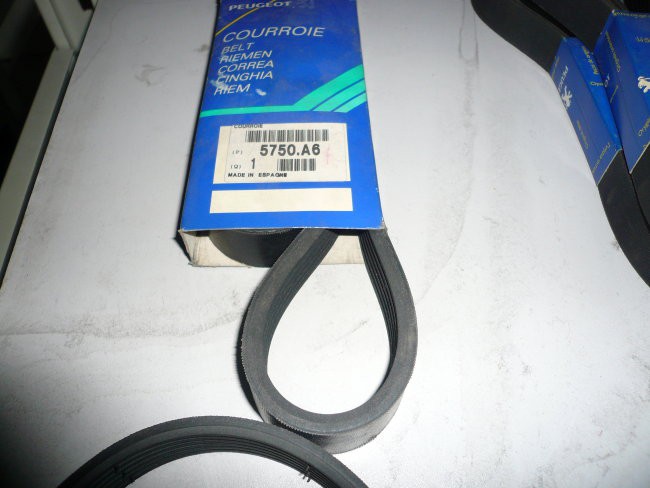 PEUGEOT
COURROIE
BELT
RIEMEN
CORREA
CINGHIA
RIEM
COURROIE
(P) 5750.A6
(Q) 1
MADE IN ESPAGNE